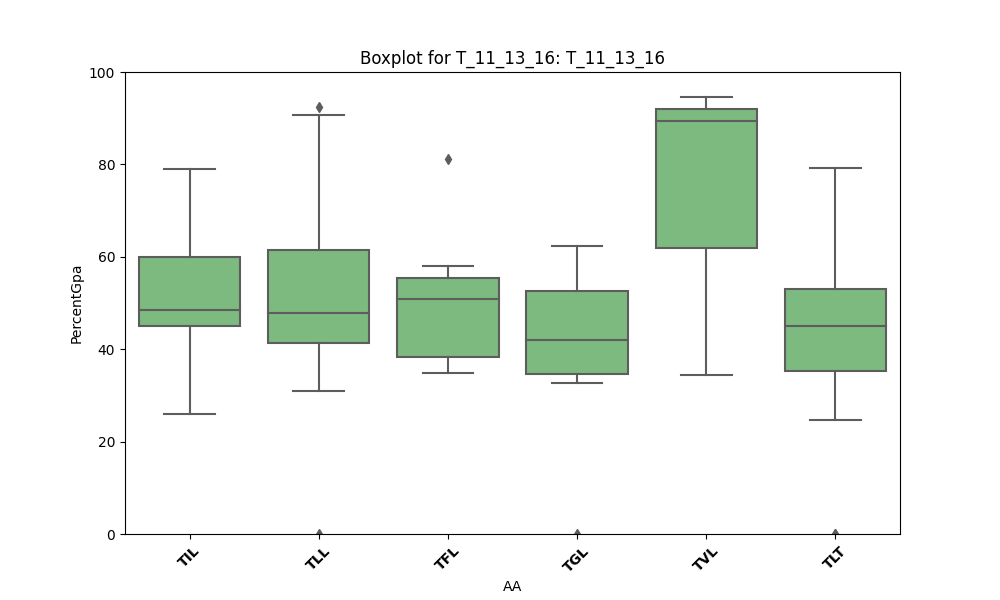 Boxplot for T_11_13_16: T_11_13_16
100
80
60
40
20
0
PercentGpa
TIL
TLL
TFL
TGL
TVL
TLT
AA